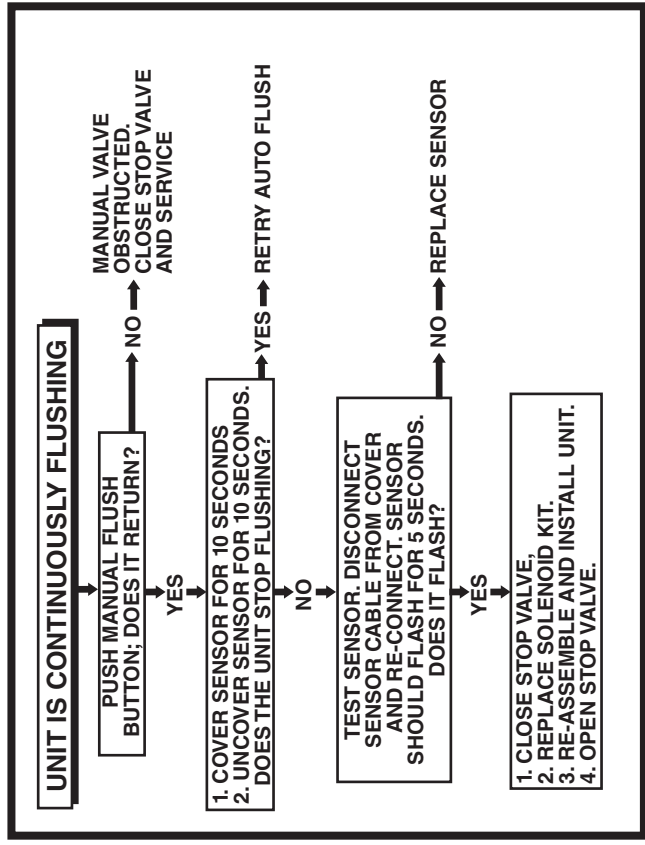 UNIT IS CONTINUOUSLY FLUSHING
PUSH MANUAL FLUSH
BUTTON; DOES IT RETURN?
NO
MANUAL VALVE
OBSTRUCTED.
CLOSE STOP VALVE
AND SERVICE
YES
1. COVER SENSOR FOR 10 SECONDS
2. UNCOVER SENSOR FOR 10 SECONDS.
DOES THE UNIT STOP FLUSHING?
YES
RETRY AUTO FLUSH
NO
TEST SENSOR. DISCONNECT
SENSOR CABLE FROM COVER
AND RE-CONNECT. SENSOR
SHOULD FLASH FOR 5 SECONDS.
DOES IT FLASH?
NO
REPLACE SENSOR
YES
1. CLOSE STOP VALVE,
2. REPLACE SOLENOID KIT.
3. RE-ASSEMBLE AND INSTALL UNIT.
4. OPEN STOP VALVE.